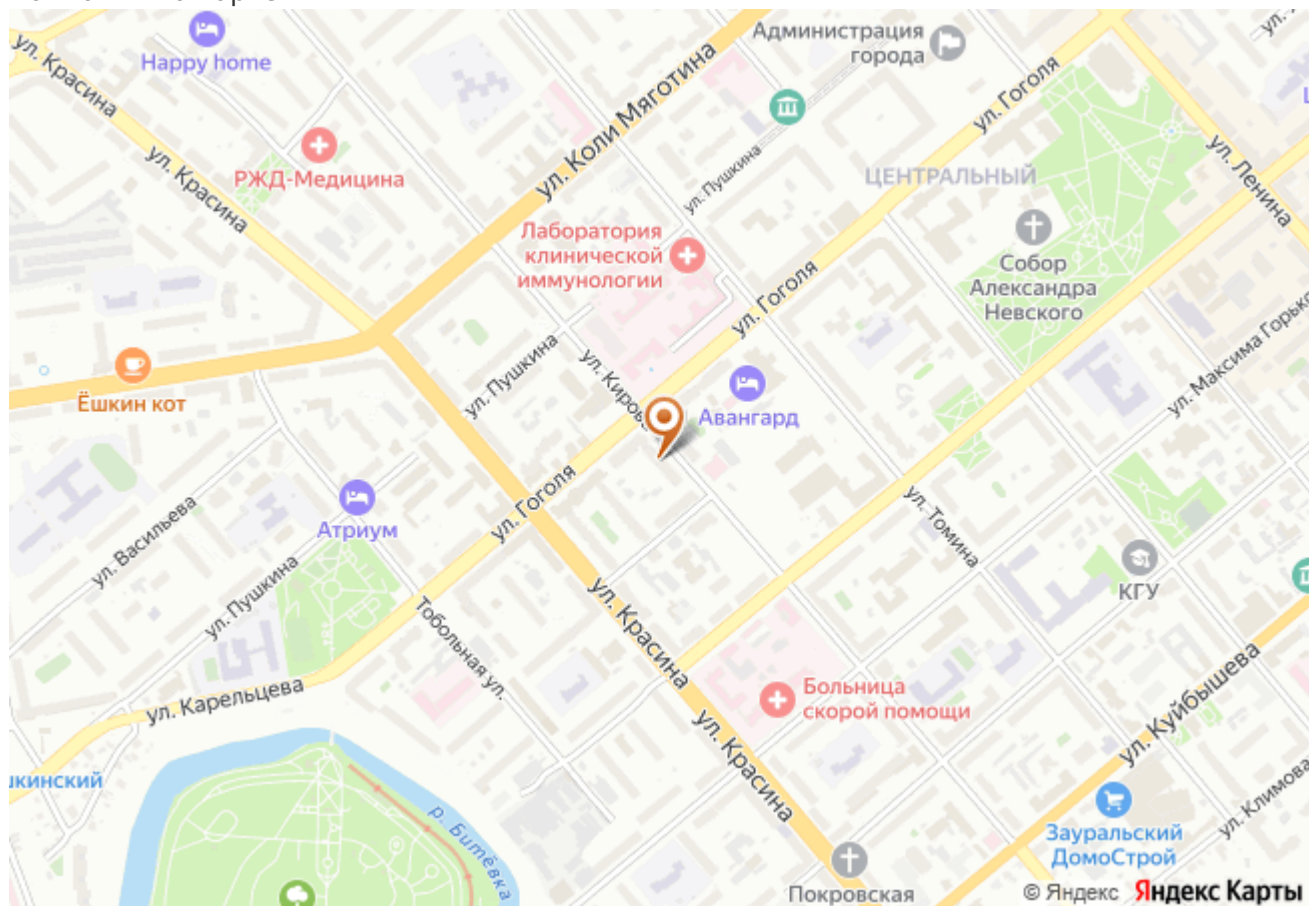 Happy home
Администрация
города
ул. Красина
ул. Коли Мяготина
ул. Гоголя
РЖД-Медицина
ул. Красина
ул. Пушкина
ЦЕНТРАЛЬНЫЙ
ул. Ленина
Лаборатория
клинической
иммунологии
Собор
Александра
Невского
ул. Гоголя
ул. Пушкина
ул. Кирова
Ёшкин кот
Авангард
ул. Максима Горько
ул. Гоголя
Атриум
ул. Васильева
ул. Пушкина
ул. Томина
КГУ
Тобольная ул.
ул. Красина
ул. Карельцева
Больница
скорой помощи
ул. Куйбышева
ул. Красина
шкинский
р. Битёвка
ул. Климова
Зауральский
ДомоСтрой
Покровская
© Яндекс Яндекс Карты